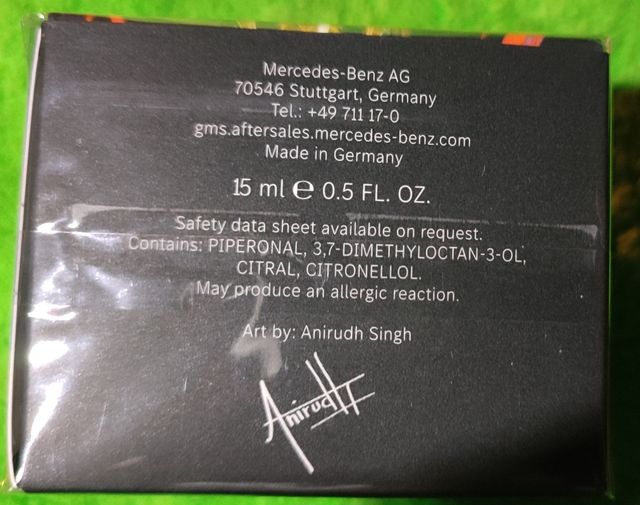 Mercedes-Benz AG
70546 Stuttgart, Germany
Tel.: +49 711 17-0
gms.aftersales.mercedes-benz.com
Made in Germany
15 ml ℮ 0.5 FL. OZ.
Safety data sheet available on request.
Contains: PIPERONAL, 3,7-DIMETHYLOCTAN-3-OL,
CITRAL, CITRONELLOL.
May produce an allergic reaction.
Art by: Anirudh Singh
Anirudh